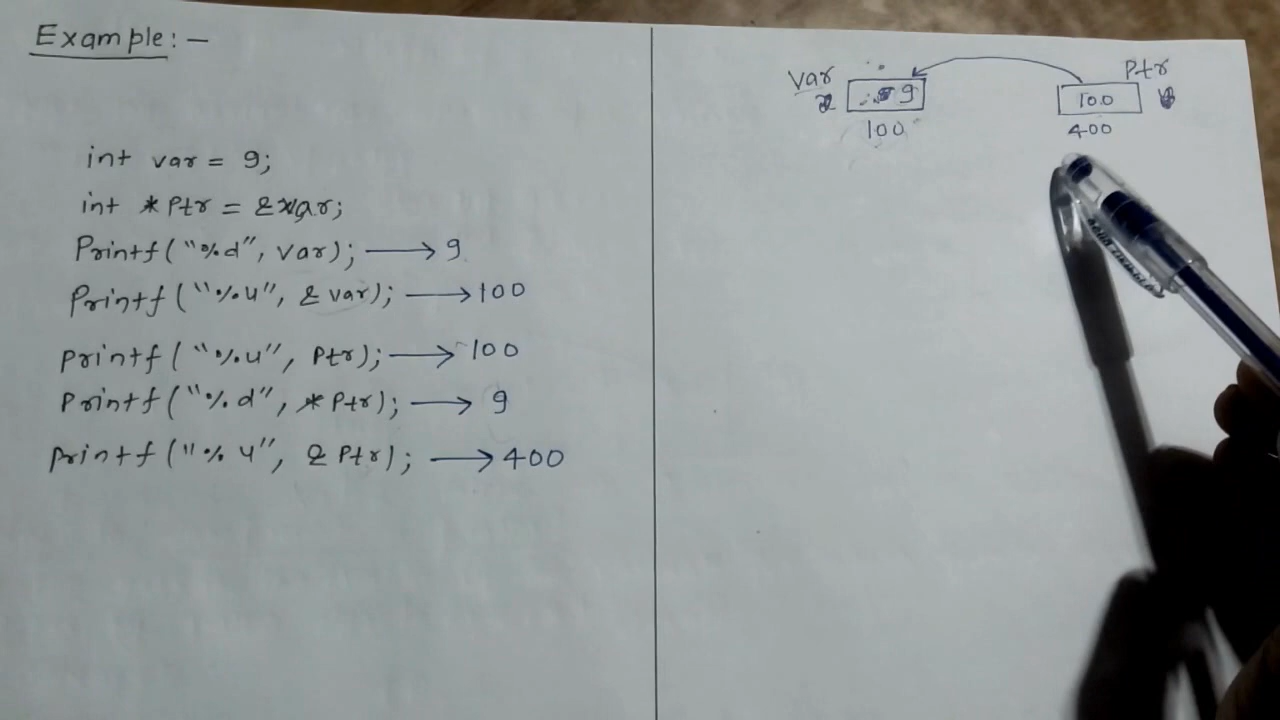 Example:-
int var = 9;
int *Ptr = &var;
Printf("%d", var); → 9
Printf("%u", & var); → 100
Printf("%u", Ptr); → 100
Printf("%d", *Ptr); → 9
Printf("%u", & Ptr); → 400
Var
9
100
Ptr
100
400